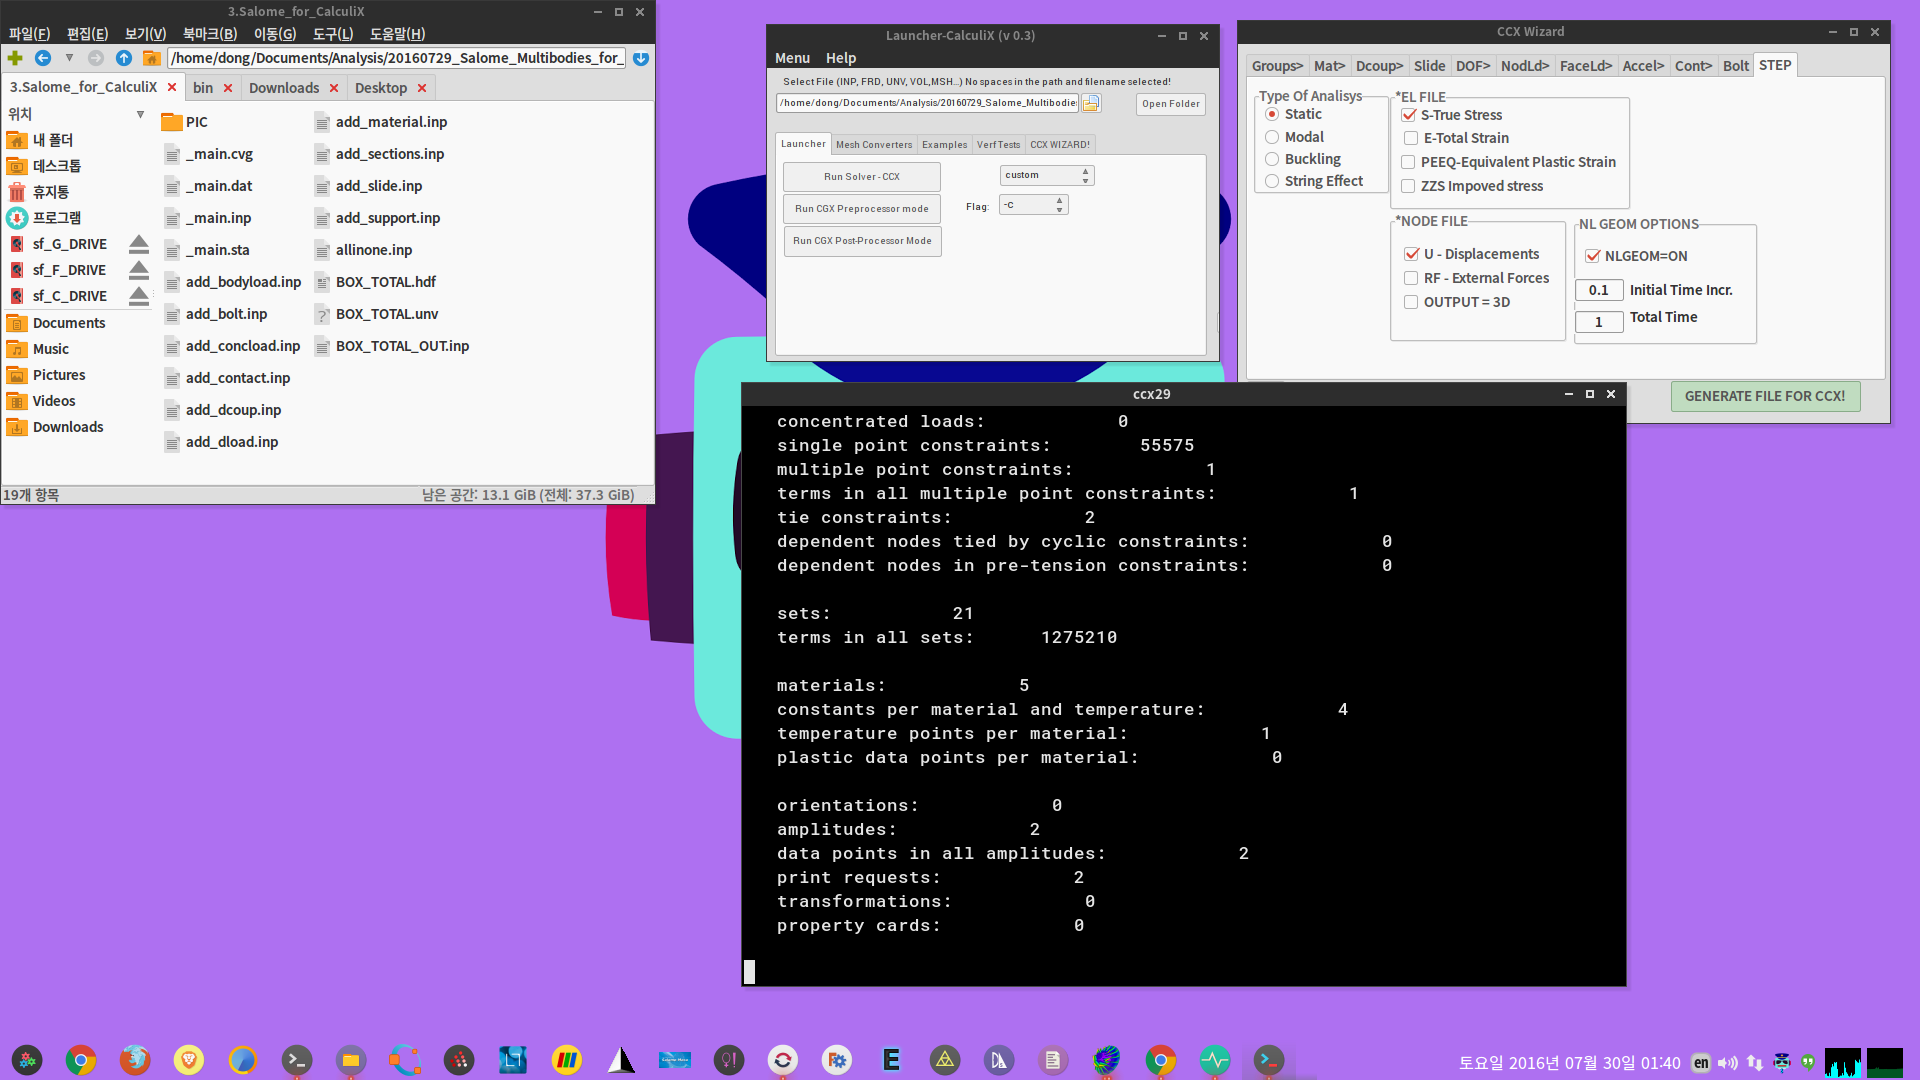 3.Salome_for_CalculiX
파일(F) 편집(E) 보기(V) 북마크(B) 이동(G) 도구(L) 도움말(H)
/home/dong/Documents/Analysis/20160729_Salome_Multibodies_for_
3.Salome_for_CalculiX bin Downloads Desktop
위치
내 폴더
데스크톱
휴지통
프로그램
sf_G_DRIVE
sf_F_DRIVE
sf_C_DRIVE
Documents
Music
Pictures
Videos
Downloads
PIC
_main.cvg
_main.dat
_main.inp
_main.sta
add_bodyload.inp
add_bolt.inp
add_concload.inp
add_contact.inp
add_dcoup.inp
add_dload.inp
add_material.inp
add_sections.inp
add_slide.inp
add_support.inp
allinone.inp
BOX_TOTAL.hdf
BOX_TOTAL.unv
BOX_TOTAL_OUT.inp
19개 항목
남은 공간: 13.1 GiB (전체: 37.3 GiB)
Launcher-CalculiX (v 0.3)
Menu Help
Select File (INP, FRD, UNV, VOL,MSH...) No spaces in the path and filename selected!
/home/dong/Documents/Analysis/20160729_Salome_Multibodie
Open Folder
Launcher Mesh Converters Examples Verf Tests CCX WIZARD!
Run Solver - CCX
custom
Run CGX Preprocessor mode
Flag: -c
Run CGX Post-Processor Mode
CCX Wizard
Groups> Mat> Dcoup> Slide DOF> NodLd> FaceLd> Accel> Cont> Bolt STEP
Type Of Analisys
Static
Modal
Buckling
String Effect
*EL FILE
S-True Stress
E-Total Strain
PEEQ-Equivalent Plastic Strain
ZZS Impoved stress
*NODE FILE
U - Displacements
RF - External Forces
OUTPUT = 3D
NL GEOM OPTIONS
NLGEOM=ON
0.1 Initial Time Incr.
1 Total Time
GENERATE FILE FOR CCX!
ccx29
concentrated loads: 0
single point constraints: 55575
multiple point constraints: 1
terms in all multiple point constraints: 1
tie constraints: 2
dependent nodes tied by cyclic constraints: 0
dependent nodes in pre-tension constraints: 0
sets: 21
terms in all sets: 1275210
materials: 5
constants per material and temperature: 4
temperature points per material: 1
plastic data points per material: 0
orientations: 0
amplitudes: 2
data points in all amplitudes: 2
print requests: 2
transformations: 0
property cards: 0
토요일 2016년 07월 30일 01:40 en